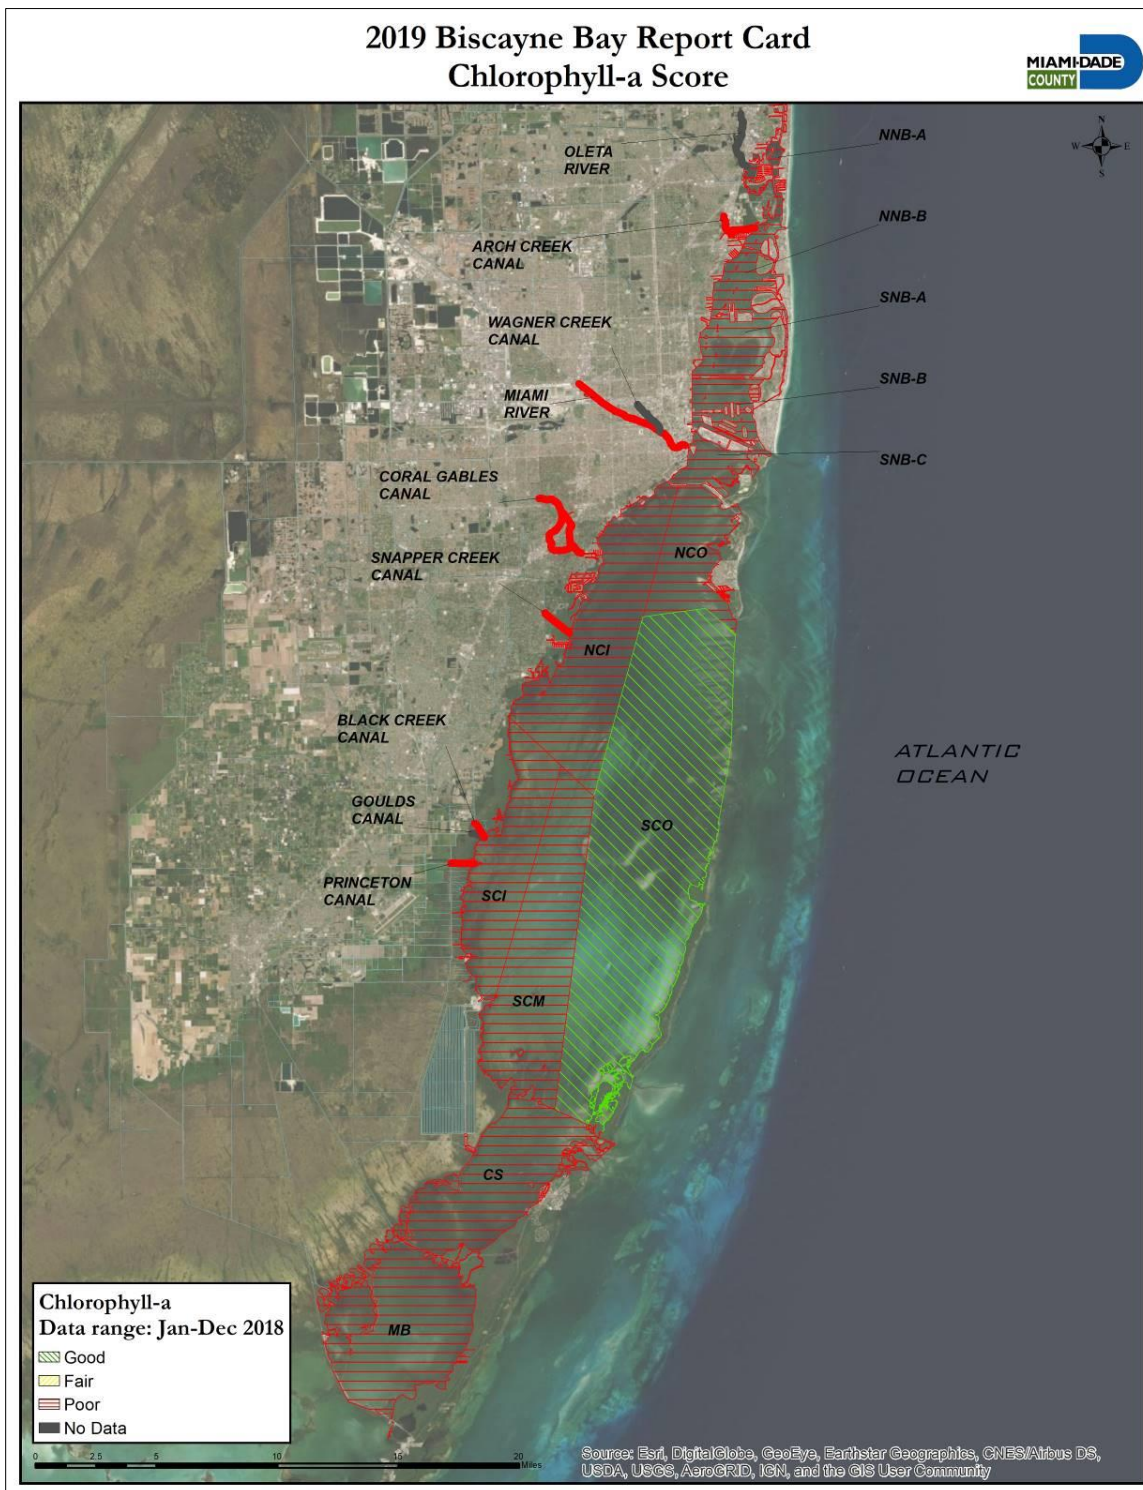 2019 Biscayne Bay Report Card
Chlorophyll-a Score
MIAMI-DADE
COUNTY
N
W
E
S
OLETA
RIVER
NNB-A
ARCH CREEK
CANAL
NNB-B
WAGNER CREEK
CANAL
SNB-A
MIAMI
RIVER
SNB-B
SNB-C
CORAL GABLES
CANAL
SNAPPER CREEK
CANAL
NCO
NCI
BLACK CREEK
CANAL
ATLANTIC
OCEAN
GOULDS
CANAL
SCO
PRINCETON
CANAL
SCI
SCM
CS
MB
Chlorophyll-a
Data range: Jan-Dec 2018
Good
Fair
Poor
No Data
0 2.5 5 10 15 20
Miles
Source: Esri, DigitalGlobe, GeoEye, Earthstar Geographics, CNES/Airbus DS,
USDA, USGS, AeroGRID, IGN, and the GIS User Community